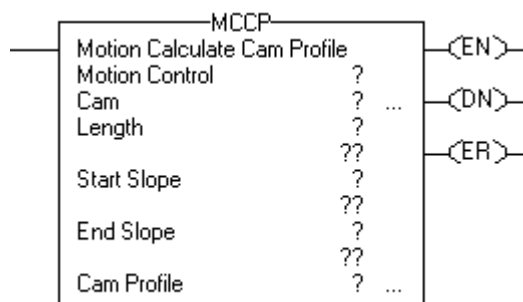 MCCP
Motion Calculate Cam Profile
Motion Control ?
Cam ? ...
Length ?
??
Start Slope ?
??
End Slope ?
??
Cam Profile ? ...
EN
DN
ER